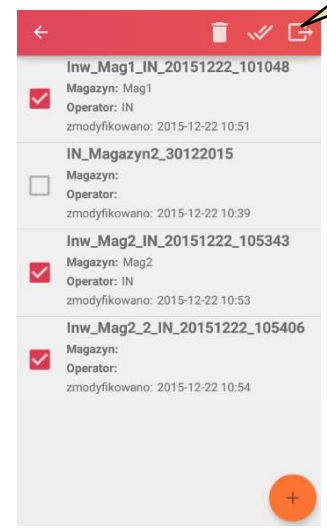 Inw_Mag1_IN_20151222_101048
Magazyn: Mag1
Operator: IN
zmodyfikowano: 2015-12-22 10:51
IN_Magazyn2_30122015
Magazyn:
Operator:
zmodyfikowano: 2015-12-22 10:39
Inw_Mag2_IN_20151222_105343
Magazyn: Mag2
Operator: IN
zmodyfikowano: 2015-12-22 10:53
Inw_Mag2_2_IN_20151222_105406
Magazyn:
Operator:
zmodyfikowano: 2015-12-22 10:54